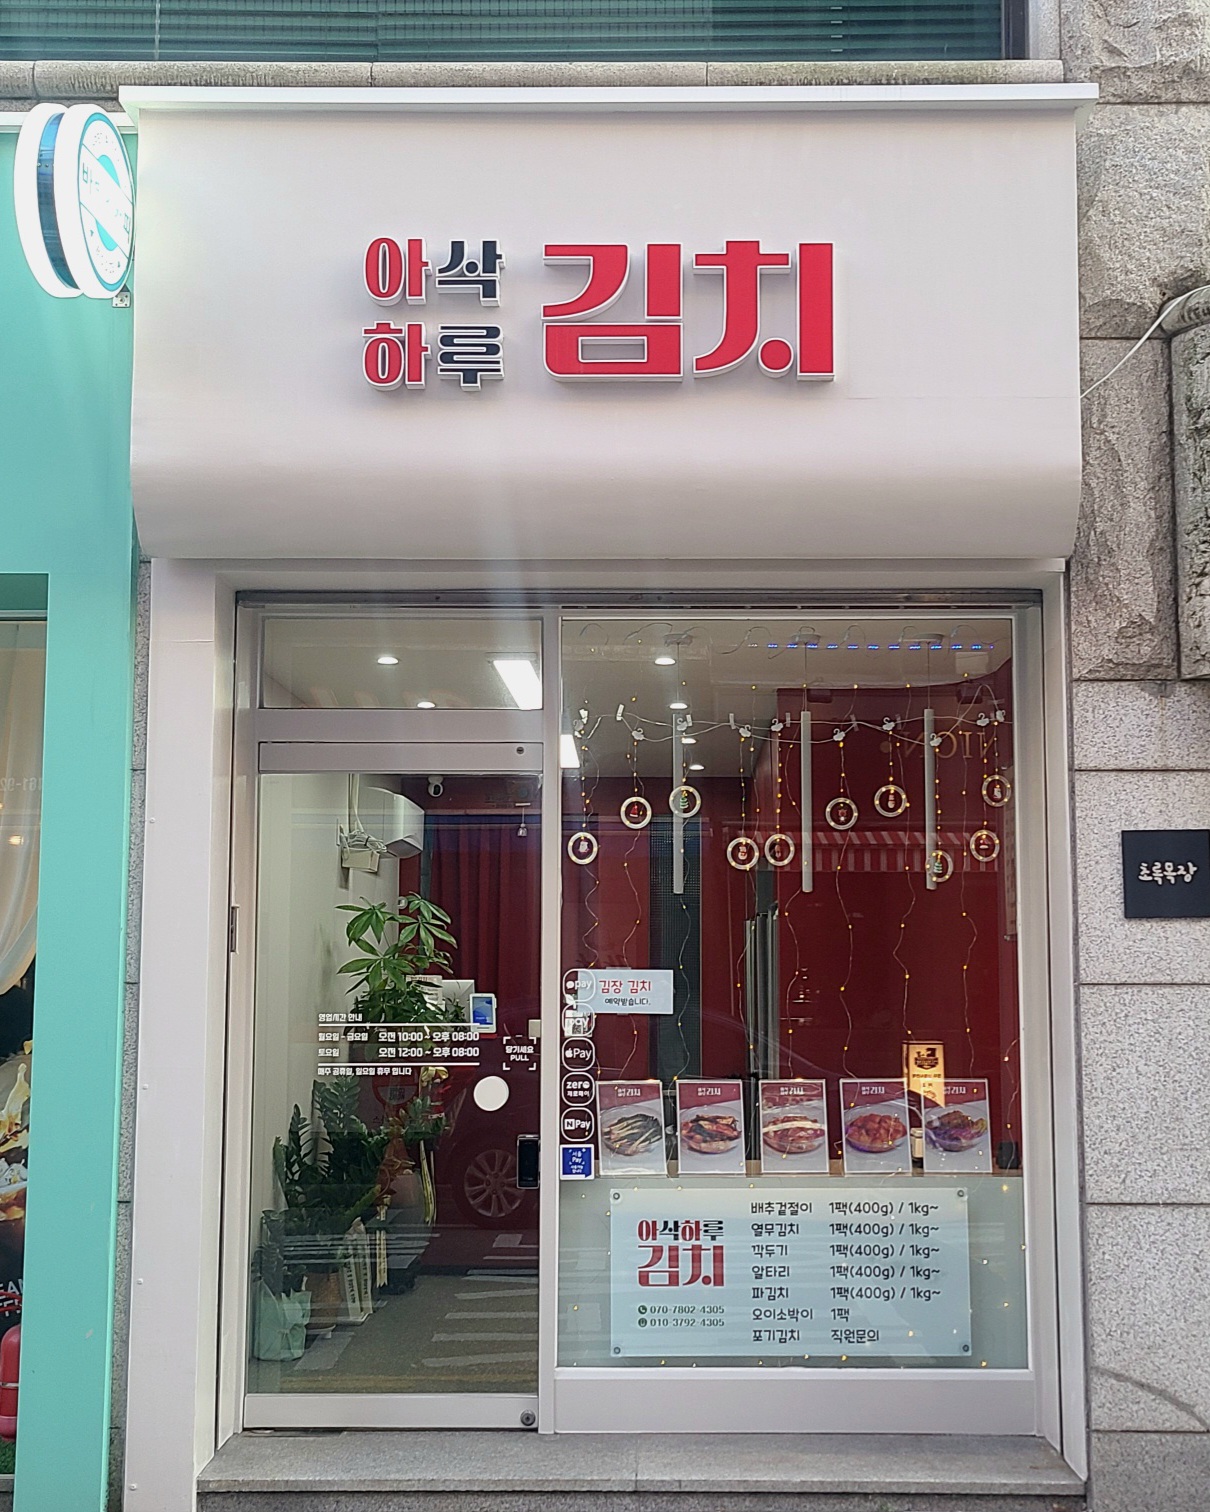 아삭
하루
김치
초록목장
김장 김치
예약받습니다.
영업시간 안내
월요일 ~ 금요일 오전 10:00 ~ 오후 08:00
토요일 오전 12:00 ~ 오후 08:00
매주 공휴일, 일요일 휴무 입니다
당기세요
PULL
pay
Pay
zero
제로페이
N Pay
서울
Pay
아삭하루
김치
070-7802-4305
010-3792-4305
배추겉절이 1팩(400g) / 1kg~
열무김치 1팩(400g) / 1kg~
깍두기 1팩(400g) / 1kg~
알타리 1팩(400g) / 1kg~
파김치 1팩(400g) / 1kg~
오이소박이 1팩
포기김치 직원문의